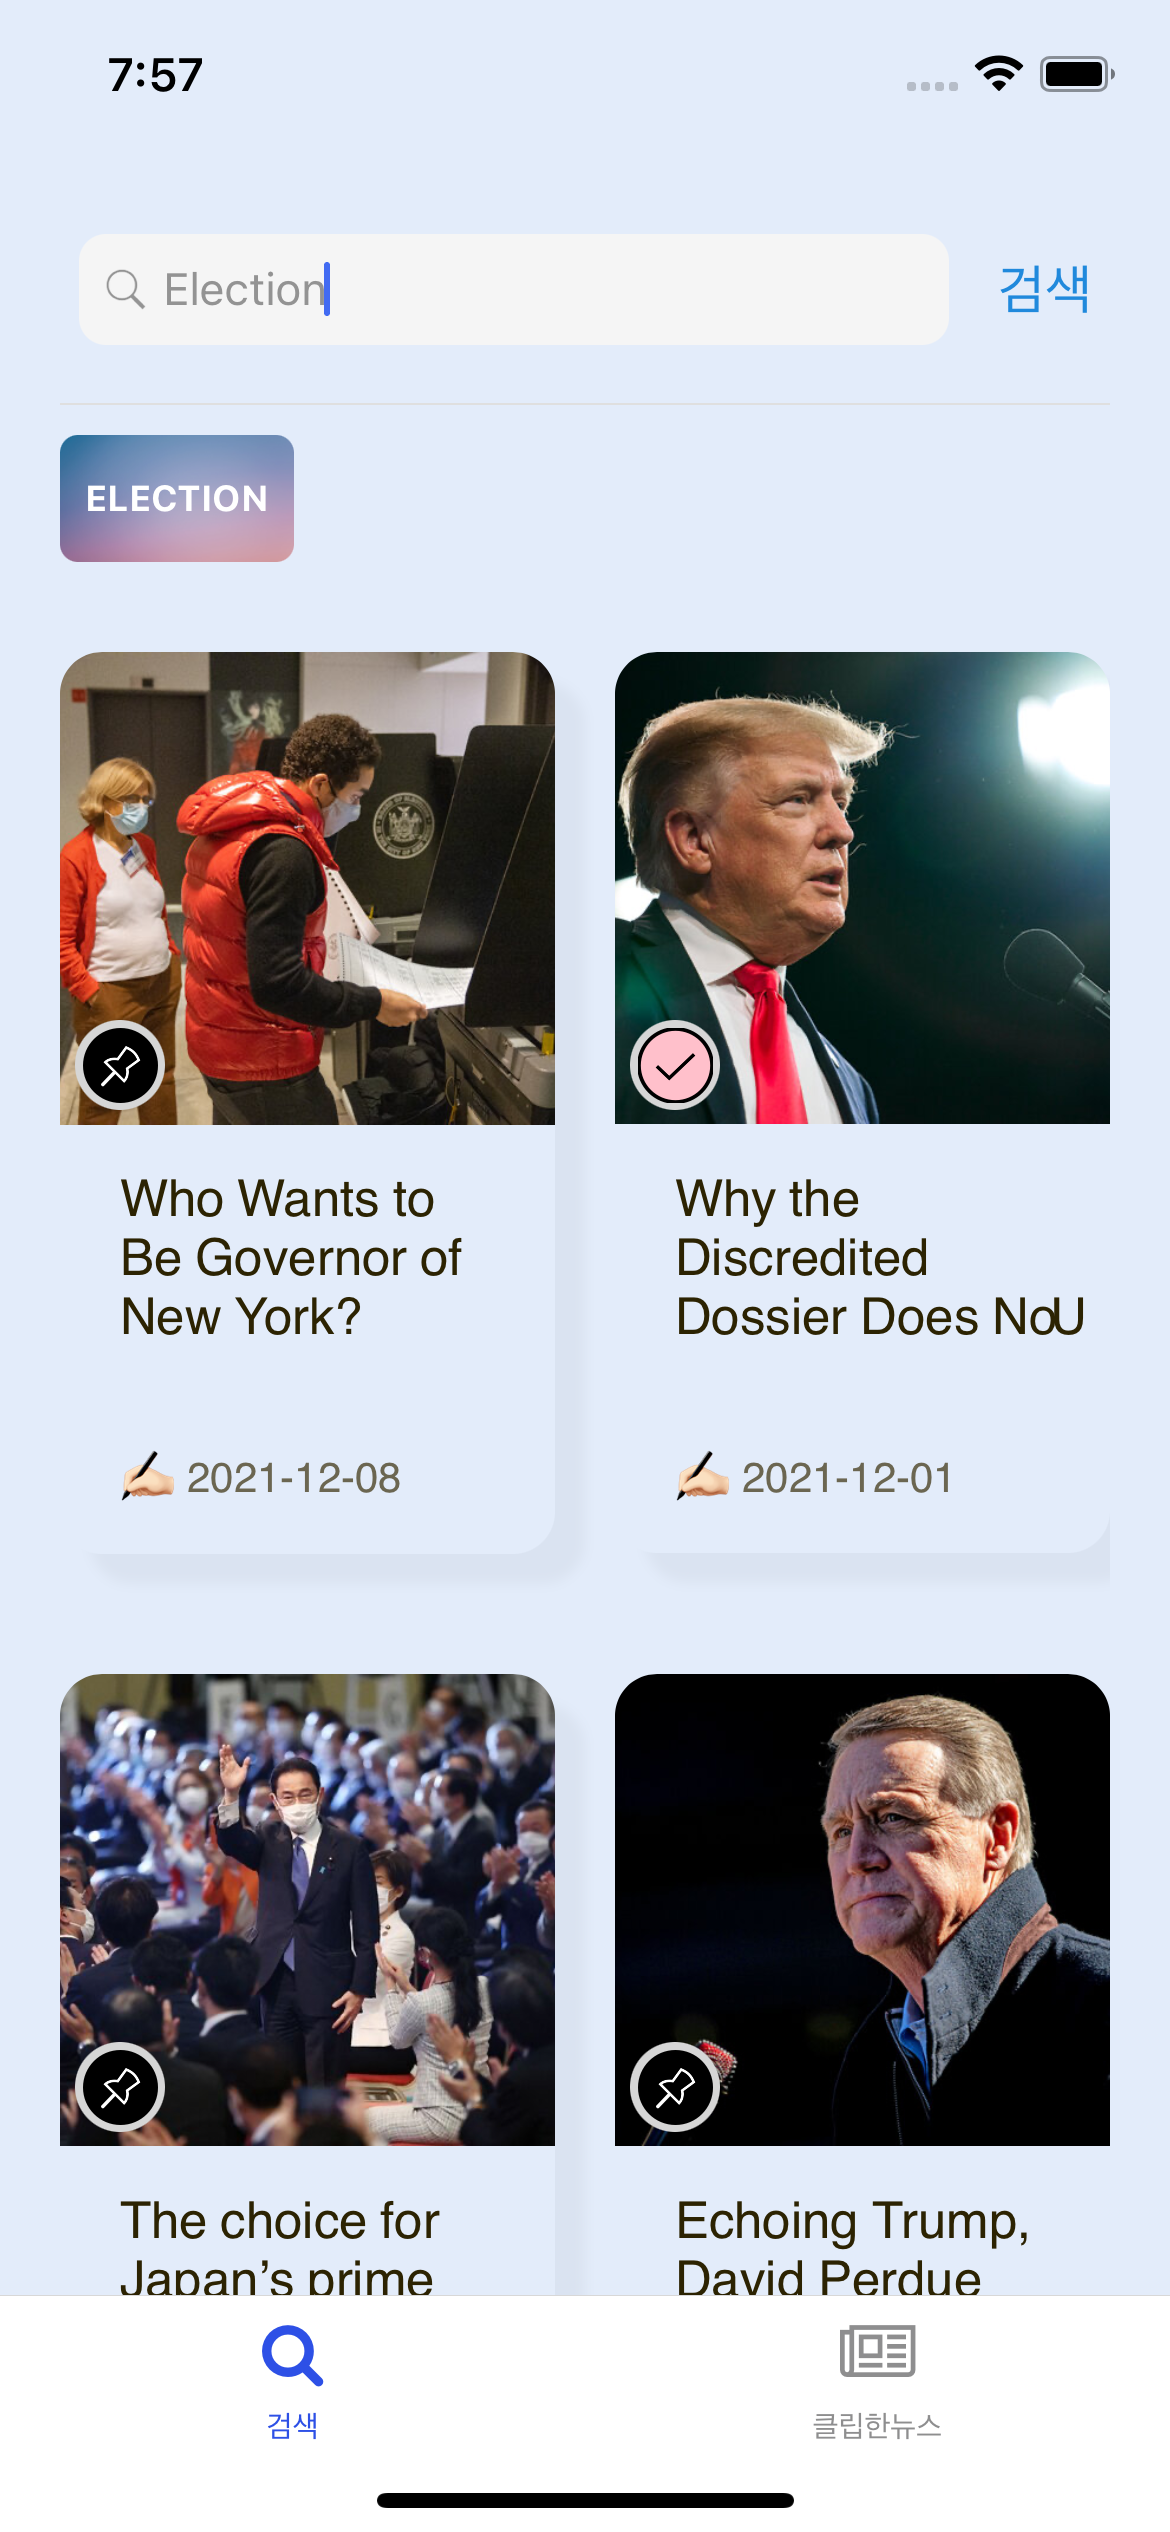 7:57
Election
검색
ELECTION
Who Wants to
Be Governor of
New York?
✍🏻 2021-12-08
Why the
Discredited
Dossier Does NoU
✍🏻 2021-12-01
The choice for
Japan’s prime
Echoing Trump,
David Perdue
검색
클립한뉴스